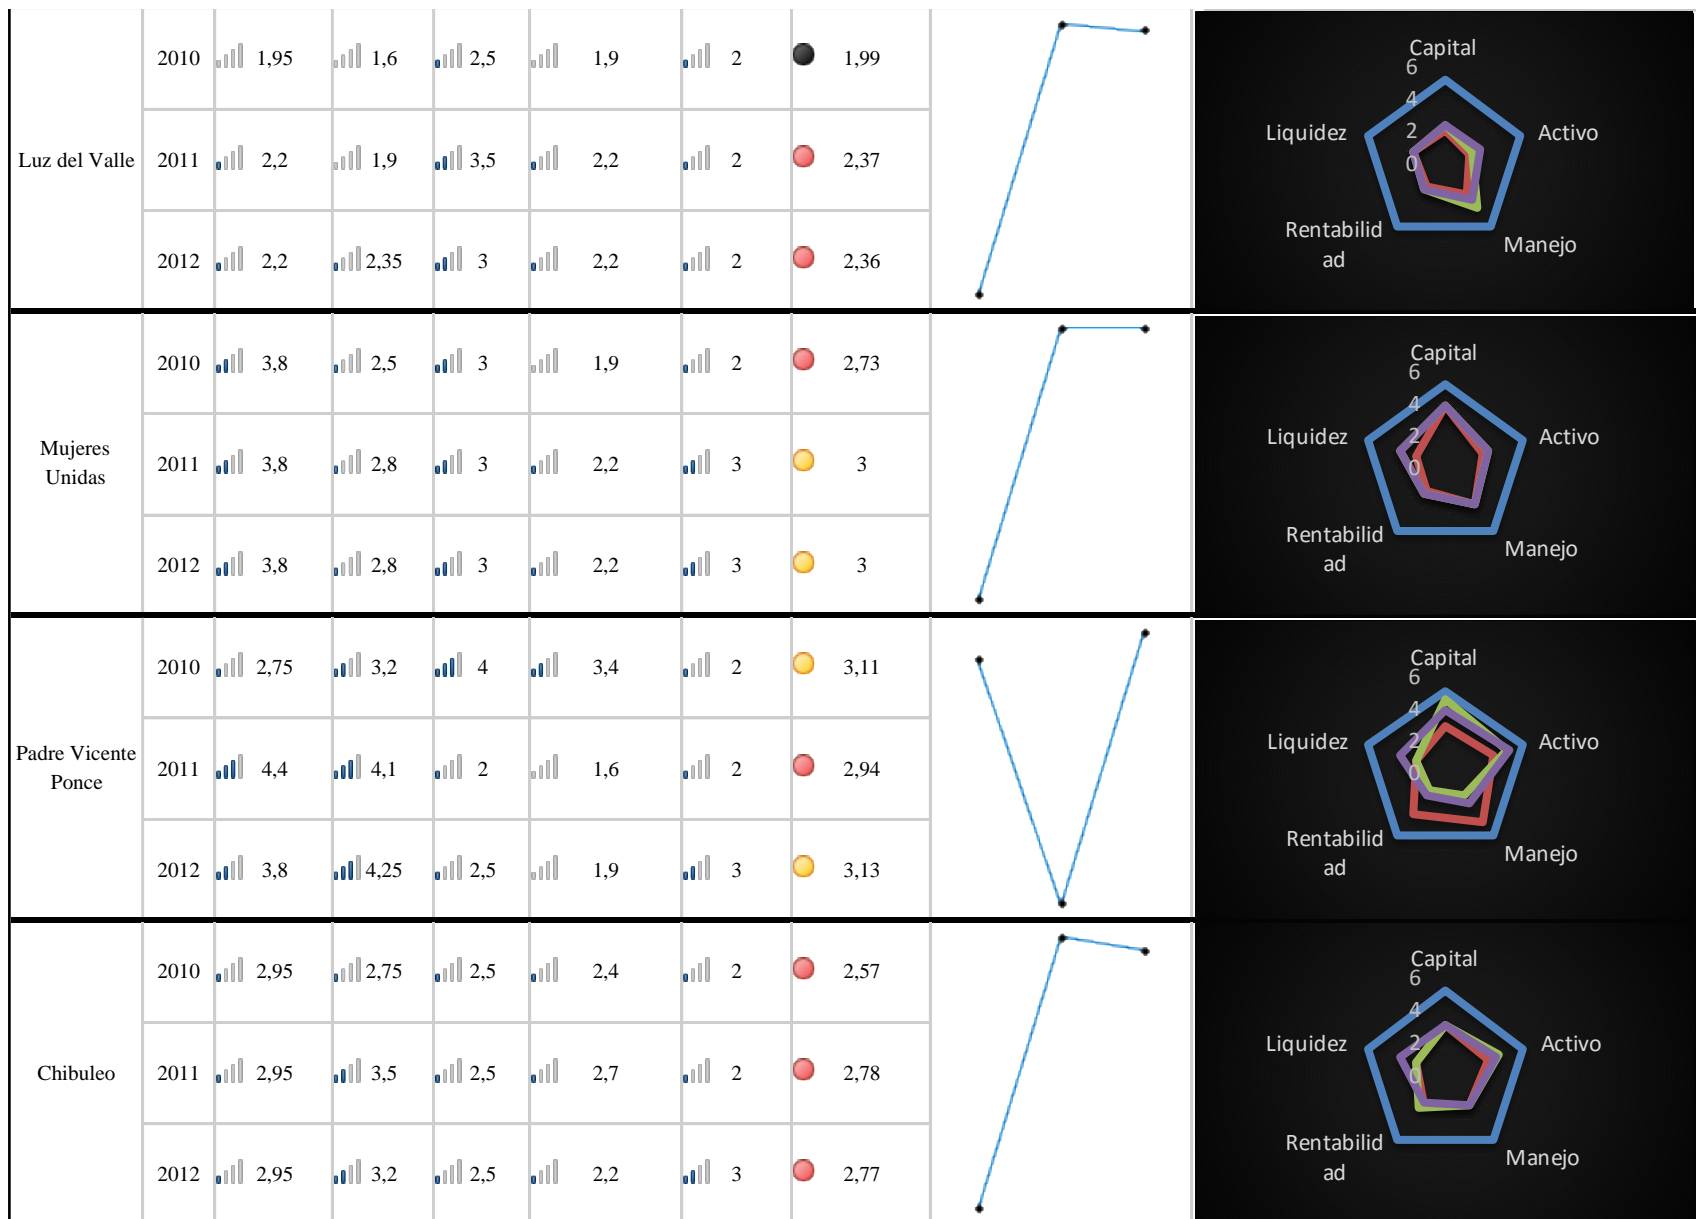 2010 1,95 1,6 2,5 1,9 2 1,99
Luz del Valle 2011 2,2 1,9 3,5 2,2 2 2,37
2012 2,2 2,35 3 2,2 2 2,36
Capital
6
4
2
0
Liquidez
Activo
Rentabilid
ad
Manejo
2010 3,8 2,5 3 1,9 2 2,73
Mujeres
Unidas
2011 3,8 2,8 3 2,2 3 3
2012 3,8 2,8 3 2,2 3 3
Capital
6
4
2
0
Liquidez
Activo
Rentabilid
ad
Manejo
2010 2,75 3,2 4 3,4 2 3,11
Padre Vicente
Ponce
2011 4,4 4,1 2 1,6 2 2,94
2012 3,8 4,25 2,5 1,9 3 3,13
Capital
6
4
2
0
Liquidez
Activo
Rentabilid
ad
Manejo
2010 2,95 2,75 2,5 2,4 2 2,57
Chibuleo 2011 2,95 3,5 2,5 2,7 2 2,78
2012 2,95 3,2 2,5 2,2 3 2,77
Capital
6
4
2
0
Liquidez
Activo
Rentabilid
ad
Manejo